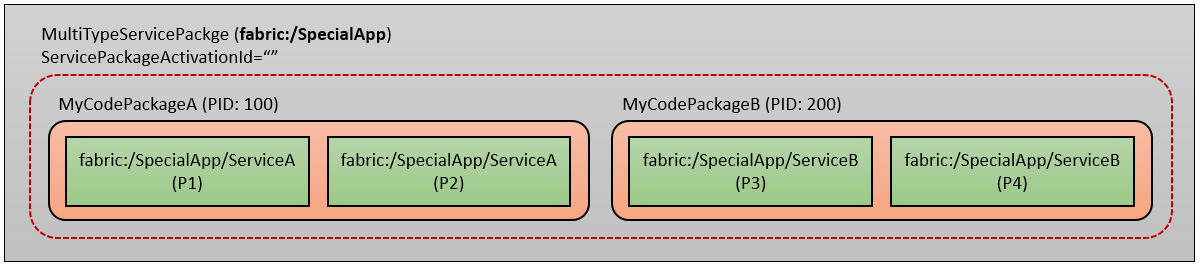 MultiTypeServicePackge (fabric:/SpecialApp)
ServicePackageActivationId=“”
MyCodePackageA (PID: 100)
MyCodePackageB (PID: 200)
fabric:/SpecialApp/ServiceA
(P1)
fabric:/SpecialApp/ServiceA
(P2)
fabric:/SpecialApp/ServiceB
(P3)
fabric:/SpecialApp/ServiceB
(P4)